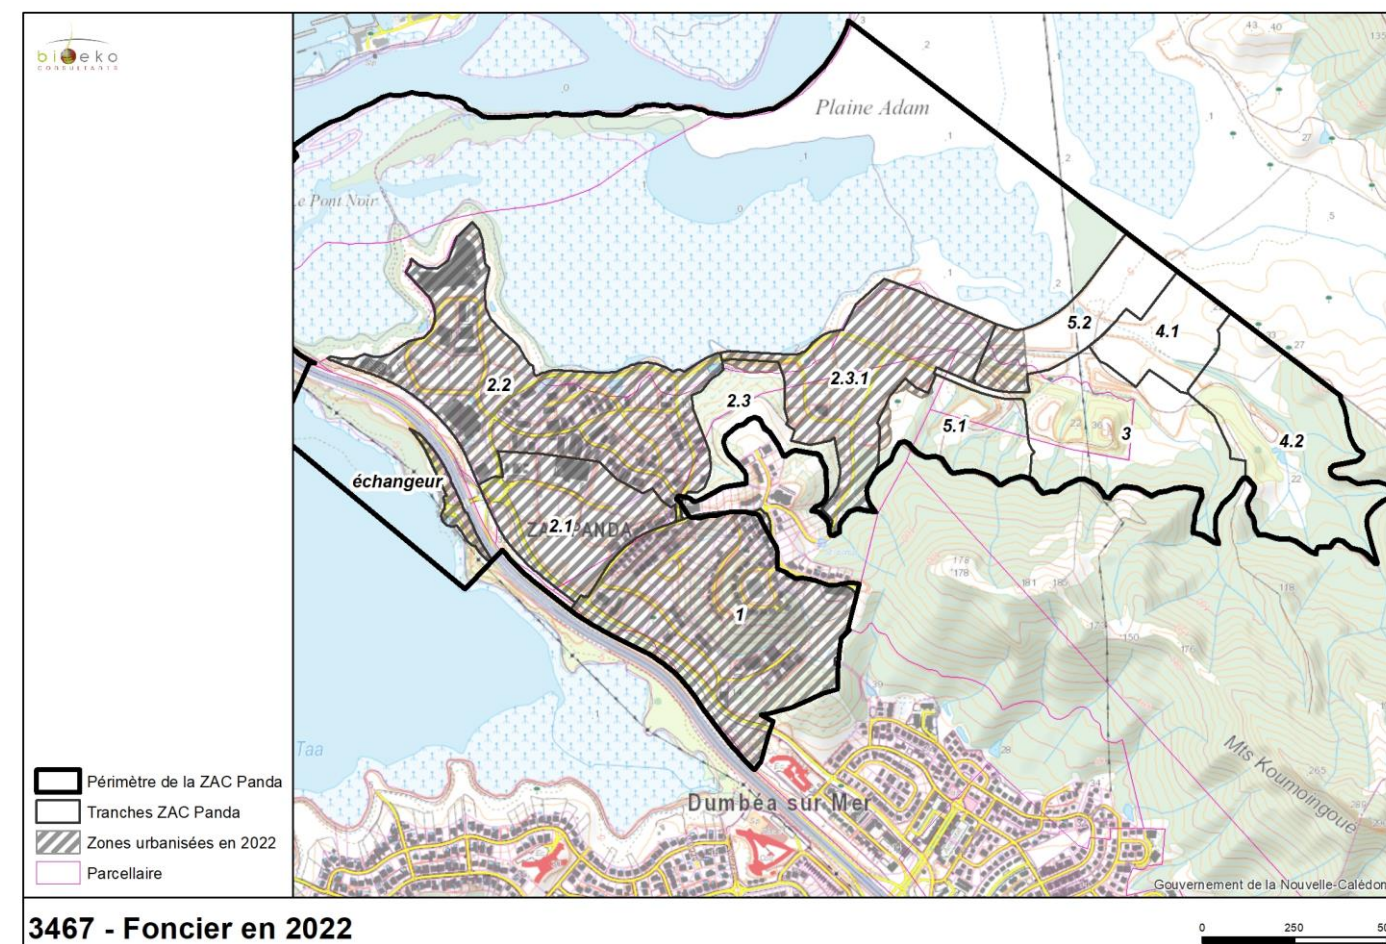 bioeko
CONSULTANTS
Plaine Adam
Le Pont Noir
5.2
4.1
2.3.1
2.2
2.3
5.1
3
4.2
échangeur
2.1
ZAC PANDA
1
Taa
Dumbéa sur Mer
Mts Koumoingoué
Périmètre de la ZAC Panda
Tranches ZAC Panda
Zones urbanisées en 2022
Parcellaire
Gouvernement de la Nouvelle-Calédon
3467 - Foncier en 2022
0 250 50